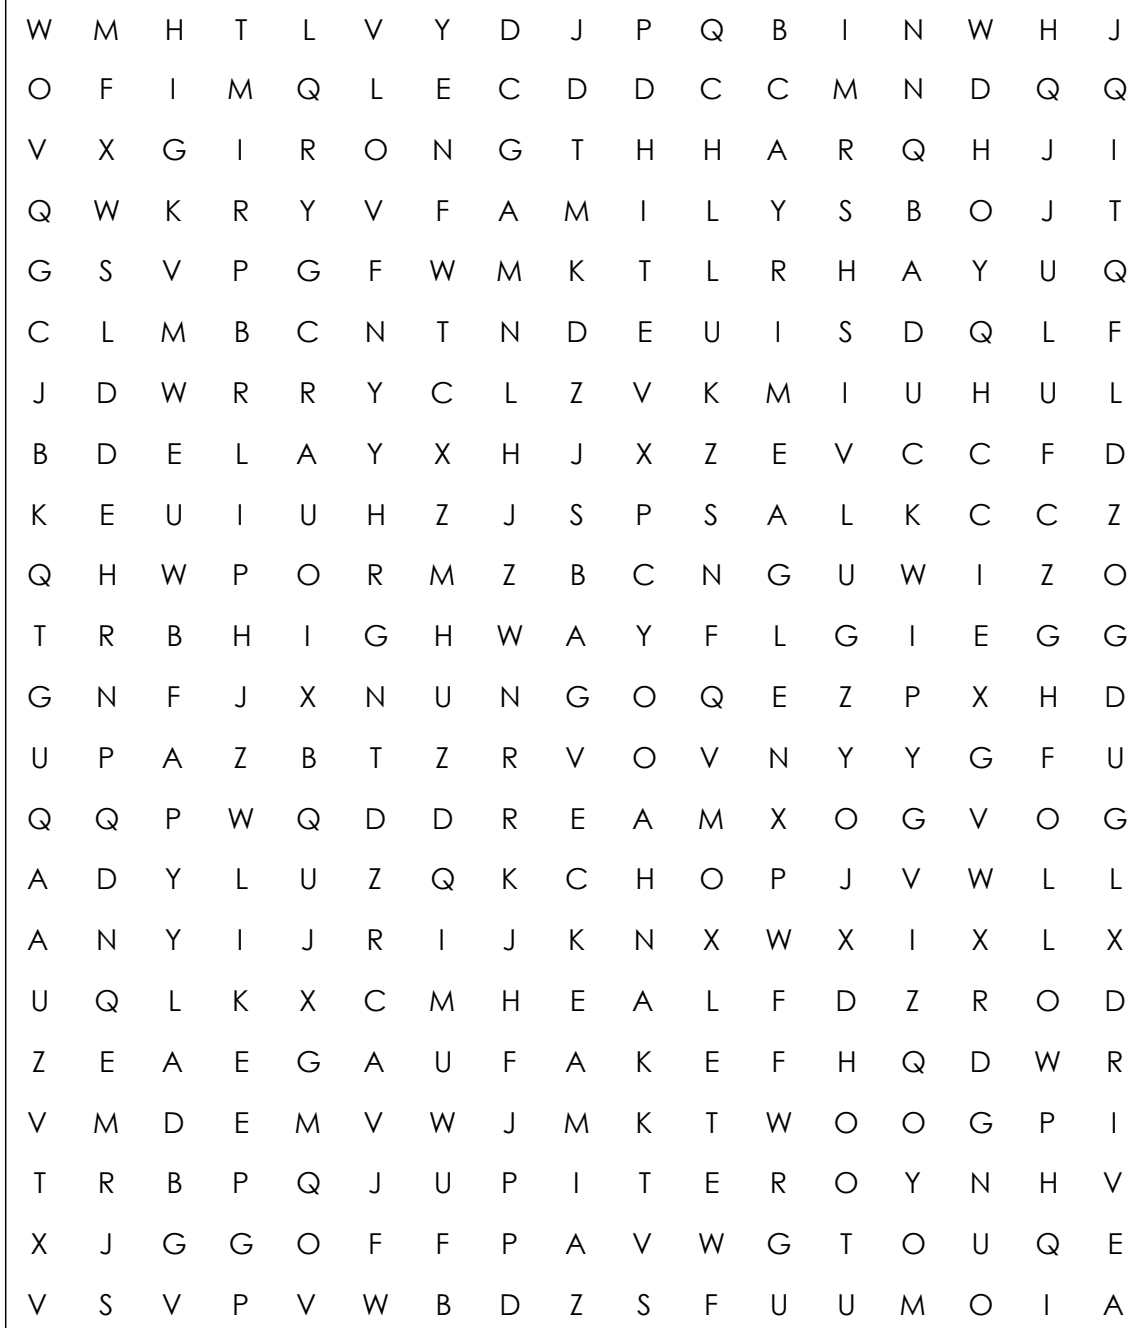 W M H T L V Y D J P Q B I N W H J
O F I M Q L E C D D C C M N D Q Q
V X G I R O N G T H H A R Q H J I
Q W K R Y V F A M I L Y S B O J T
G S V P G F W M K T L R H A Y U Q
C L M B C N T N D E U I S D Q L F
J D W R R Y C L Z V K M I U H U L
B D E L A Y X H J X Z E V C C F D
K E U I U H Z J S P S A L K C C Z
Q H W P O R M Z B C N G U W I Z O
T R B H I G H W A Y F L G I E G G
G N F J X N U N G O Q E Z P X H D
U P A Z B T Z R V O V N Y Y G F U
Q Q P W Q D D R E A M X O G V O G
A D Y L U Z Q K C H O P J V W L L
A N Y I J R I J K N X W X I X L X
U Q L K X C M H E A L F D Z R O D
Z E A E G A U F A K E F H Q D W R
V M D E M V W J M K T W O O G P I
T R B P Q J U P I T E R O Y N H V
X J G G O F F P A V W G T O U Q E
V S V P V W B D Z S F U U M O I A